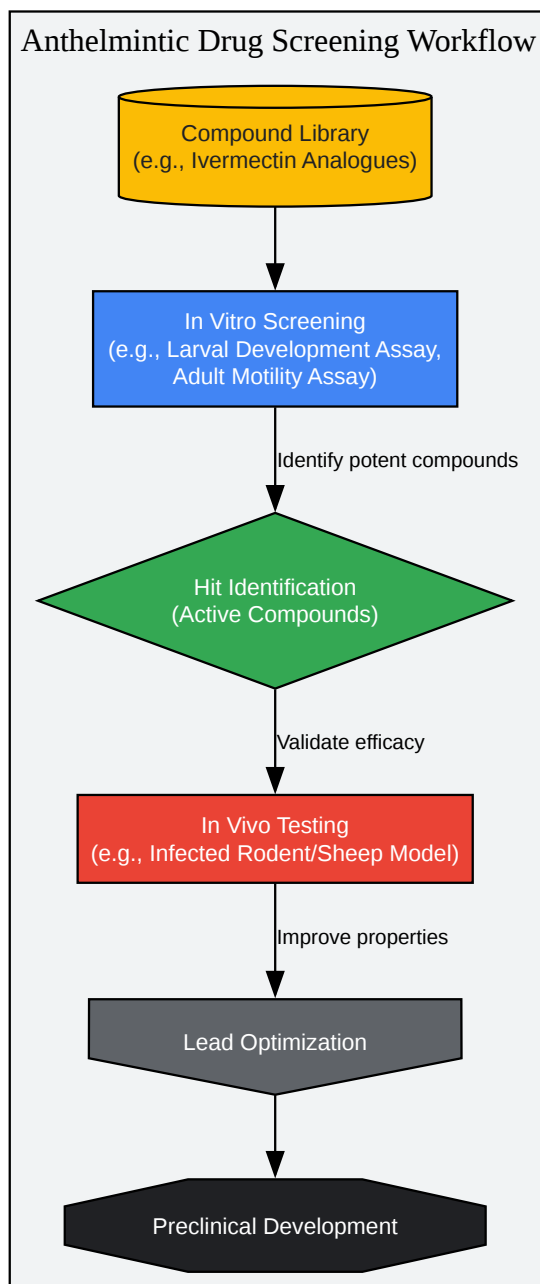 Anthelmintic Drug Screening Workflow
Compound Library
(e.g., Ivermectin Analogues)
In Vitro Screening
(e.g., Larval Development Assay,
Adult Motility Assay)
Identify potent compounds
Hit Identification
(Active Compounds)
Validate efficacy
In Vivo Testing
(e.g., Infected Rodent/Sheep Model)
Improve properties
Lead Optimization
Preclinical Development